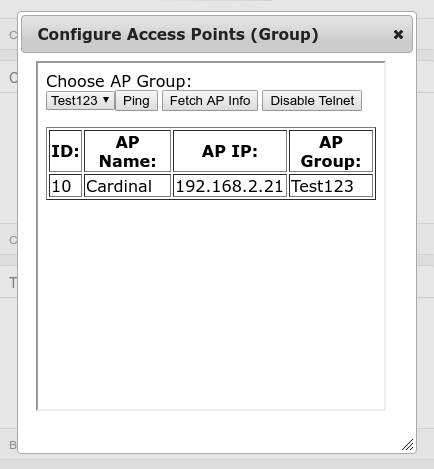 Configure Access Points (Group)
Choose AP Group:
Test123 Ping Fetch AP Info Disable Telnet
ID: AP Name: AP IP: AP Group:
10 Cardinal 192.168.2.21 Test123
C
C
C
T
B